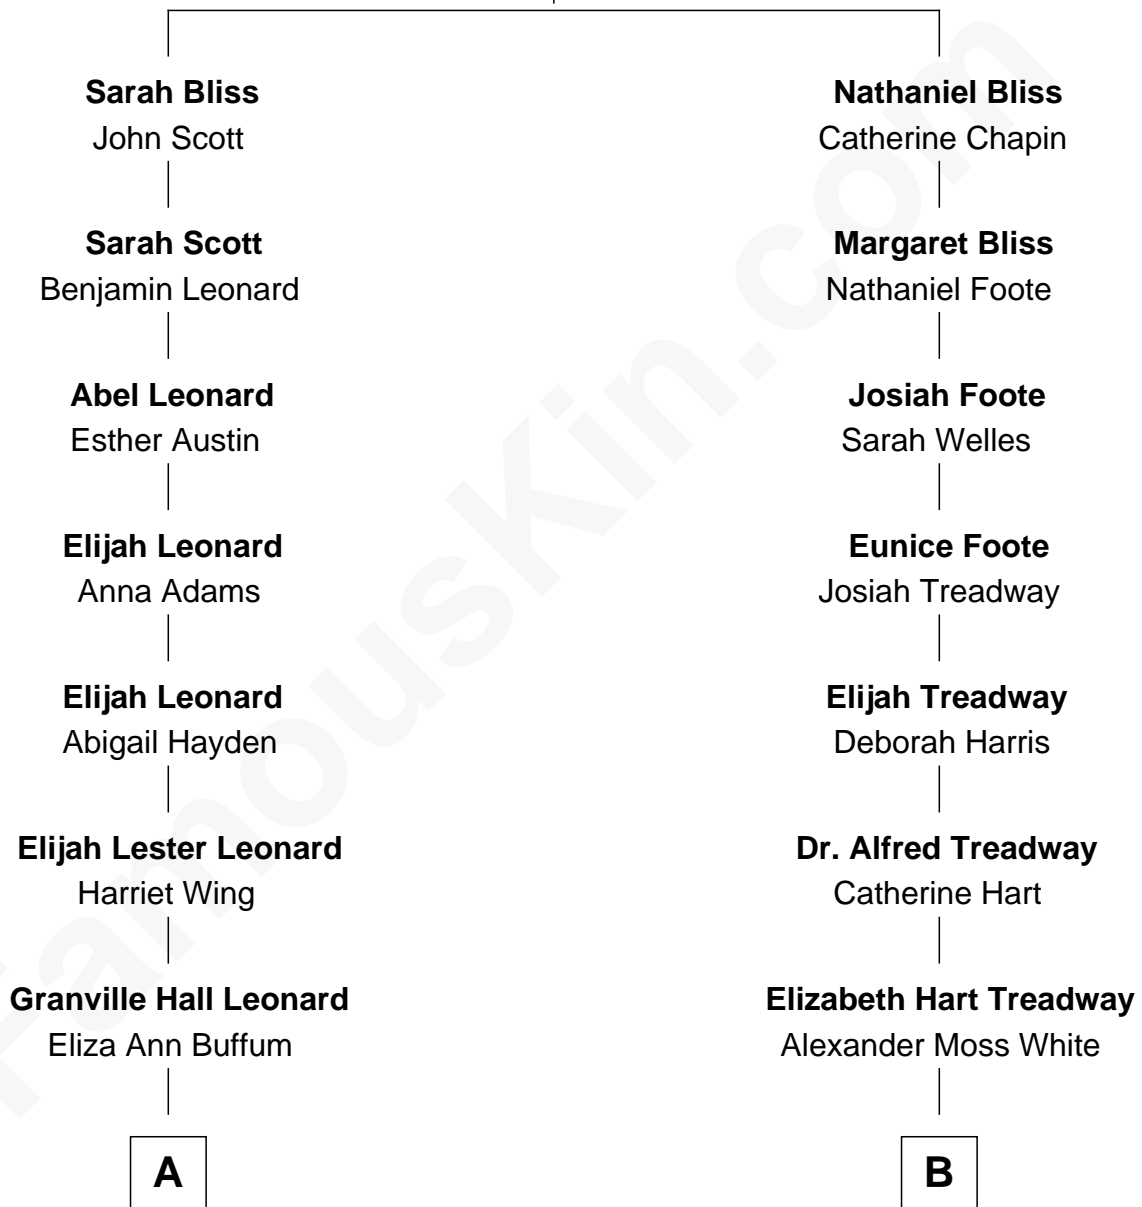 Sarah Bliss
John Scott
Nathaniel Bliss
Catherine Chapin
Sarah Scott
Benjamin Leonard
Margaret Bliss
Nathaniel Foote
Abel Leonard
Esther Austin
Josiah Foote
Sarah Welles
Elijah Leonard
Anna Adams
Eunice Foote
Josiah Treadway
Elijah Leonard
Abigail Hayden
Elijah Treadway
Deborah Harris
Elijah Lester Leonard
Harriet Wing
Dr. Alfred Treadway
Catherine Hart
Granville Hall Leonard
Eliza Ann Buffum
Elizabeth Hart Treadway
Alexander Moss White
A
B
FamousKin.com